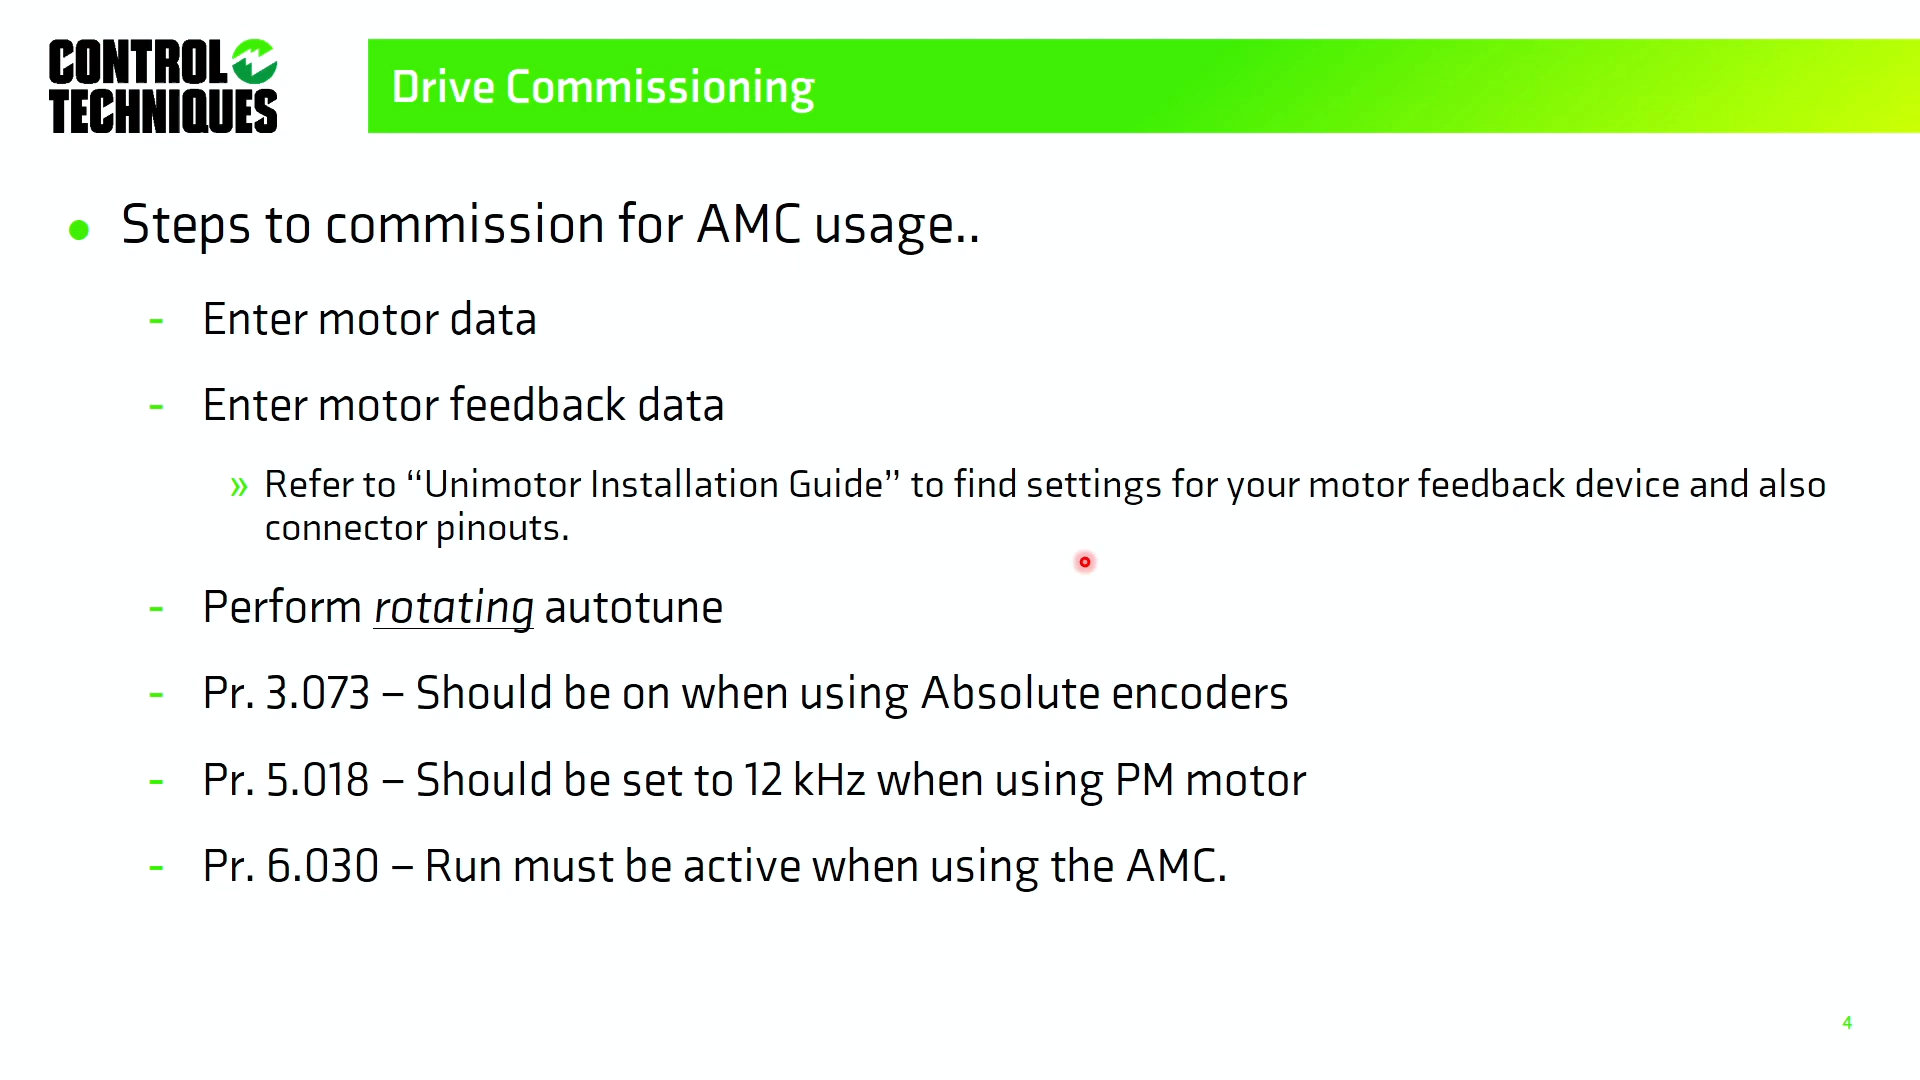 CONTROL
TECHNIQUES
Drive Commissioning
• Steps to commission for AMC usage..
- Enter motor data
- Enter motor feedback data
» Refer to “Unimotor Installation Guide” to find settings for your motor feedback device and also
connector pinouts.
- Perform rotating autotune
- Pr. 3.073 – Should be on when using Absolute encoders
- Pr. 5.018 – Should be set to 12 kHz when using PM motor
- Pr. 6.030 – Run must be active when using the AMC.
4